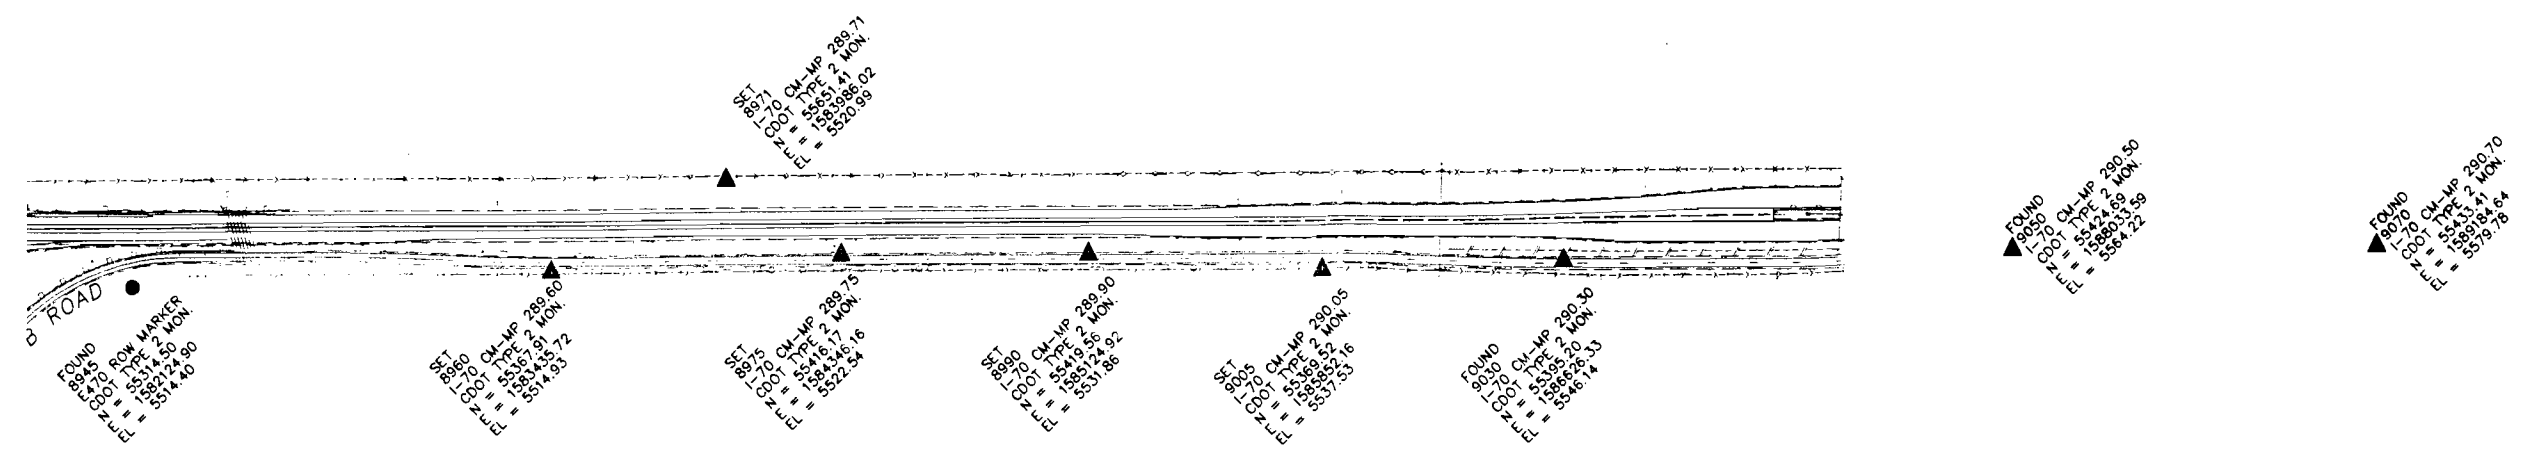 SET
8971
I-70 CM-MP 289.71
CDOT TYPE 2 MON.
N = 55651.41
E = 1583986.02
EL = 5520.99
FOUND
9050
I-70 CM-MP 290.50
CDOT TYPE 2 MON.
N = 55424.69
E = 1588033.59
EL = 5564.22
FOUND
9070
I-70 CM-MP 290.70
CDOT TYPE 2 MON.
N = 55433.41
E = 1589184.64
EL = 5579.78
B ROAD
FOUND
8945
E470 ROW MARKER
CDOT TYPE 2 MON.
N = 55314.50
E = 1582124.90
EL = 5514.40
SET
8960
I-70 CM-MP 289.60
CDOT TYPE 2 MON.
N = 55367.91
E = 1583435.72
EL = 5514.93
SET
8975
I-70 CM-MP 289.75
CDOT TYPE 2 MON.
N = 55416.17
E = 1584346.16
EL = 5522.54
SET
8990
I-70 CM-MP 289.90
CDOT TYPE 2 MON.
N = 55419.56
E = 1585124.92
EL = 5531.86
SET
9005
I-70 CM-MP 290.05
CDOT TYPE 2 MON.
N = 55369.52
E = 1585852.16
EL = 5537.53
FOUND
9030
I-70 CM-MP 290.30
CDOT TYPE 2 MON.
N = 55395.20
E = 1586626.33
EL = 5546.14